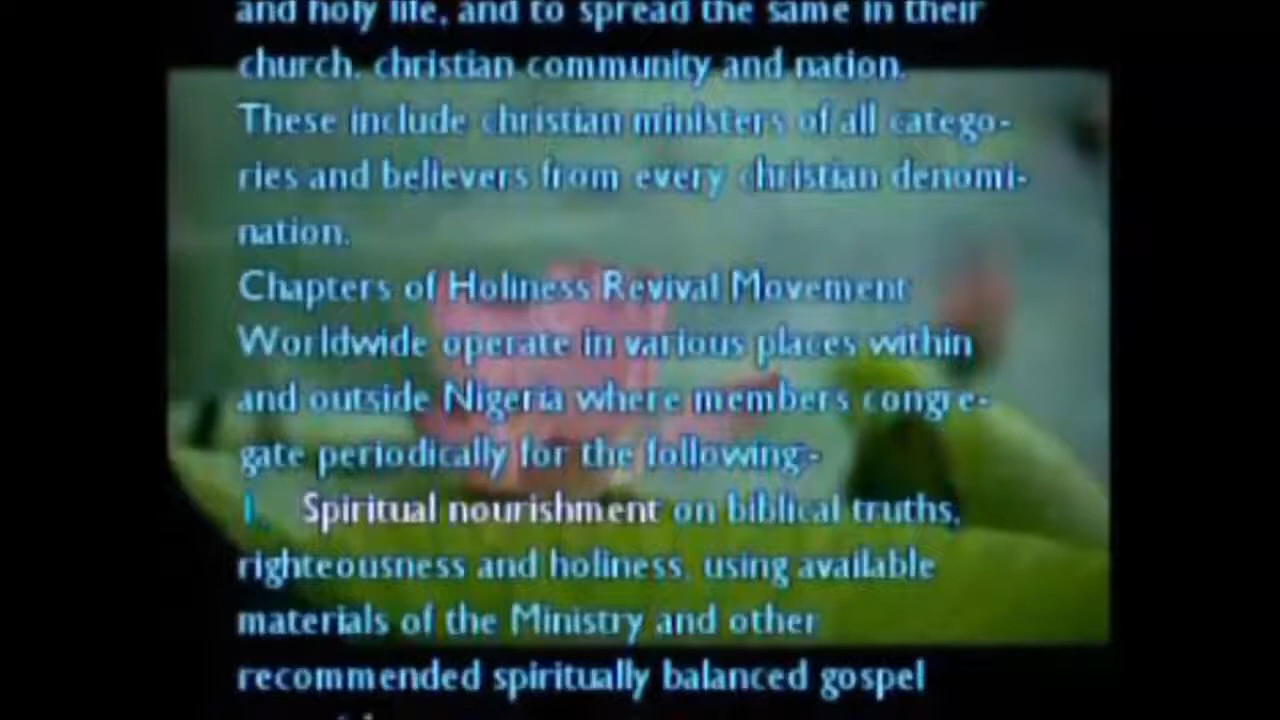 and holy life, and to spread the same in their
church, christian community and nation.
These include christian ministers of all catego-
ries and believers from every christian denomi-
nation.
Chapters of Holiness Revival Movement
Worldwide operate in various places within
and outside Nigeria where members congre-
gate periodically for the following:-
1. Spiritual nourishment on biblical truths,
righteousness and holiness, using available
materials of the Ministry and other
recommended spiritually balanced gospel